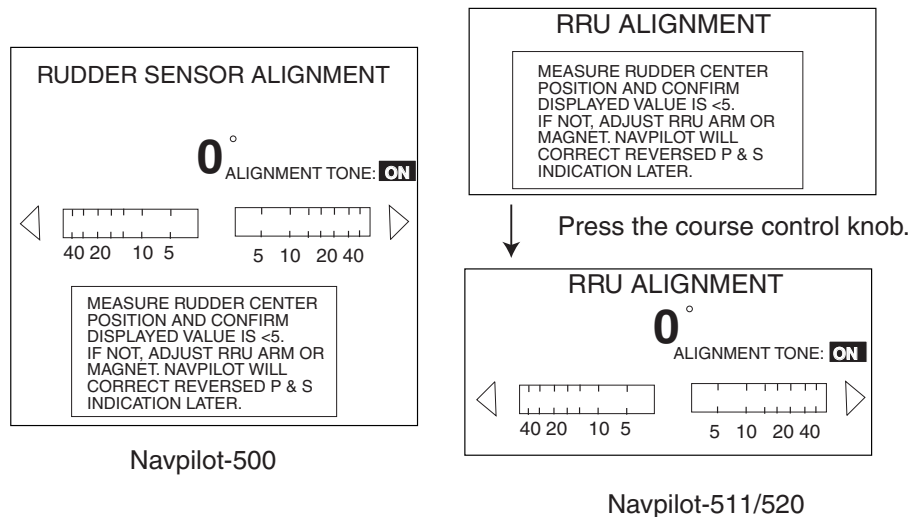 RUDDER SENSOR ALIGNMENT
0°
ALIGNMENT TONE: ON
40 20 10 5
5 10 20 40
MEASURE RUDDER CENTER
POSITION AND CONFIRM
DISPLAYED VALUE IS <5.
IF NOT, ADJUST RRU ARM OR
MAGNET. NAVPILOT WILL
CORRECT REVERSED P & S
INDICATION LATER.
Navpilot-500
RRU ALIGNMENT
MEASURE RUDDER CENTER
POSITION AND CONFIRM
DISPLAYED VALUE IS <5.
IF NOT, ADJUST RRU ARM OR
MAGNET. NAVPILOT WILL
CORRECT REVERSED P & S
INDICATION LATER.
Press the course control knob.
RRU ALIGNMENT
0°
ALIGNMENT TONE: ON
40 20 10 5
5 10 20 40
Navpilot-511/520